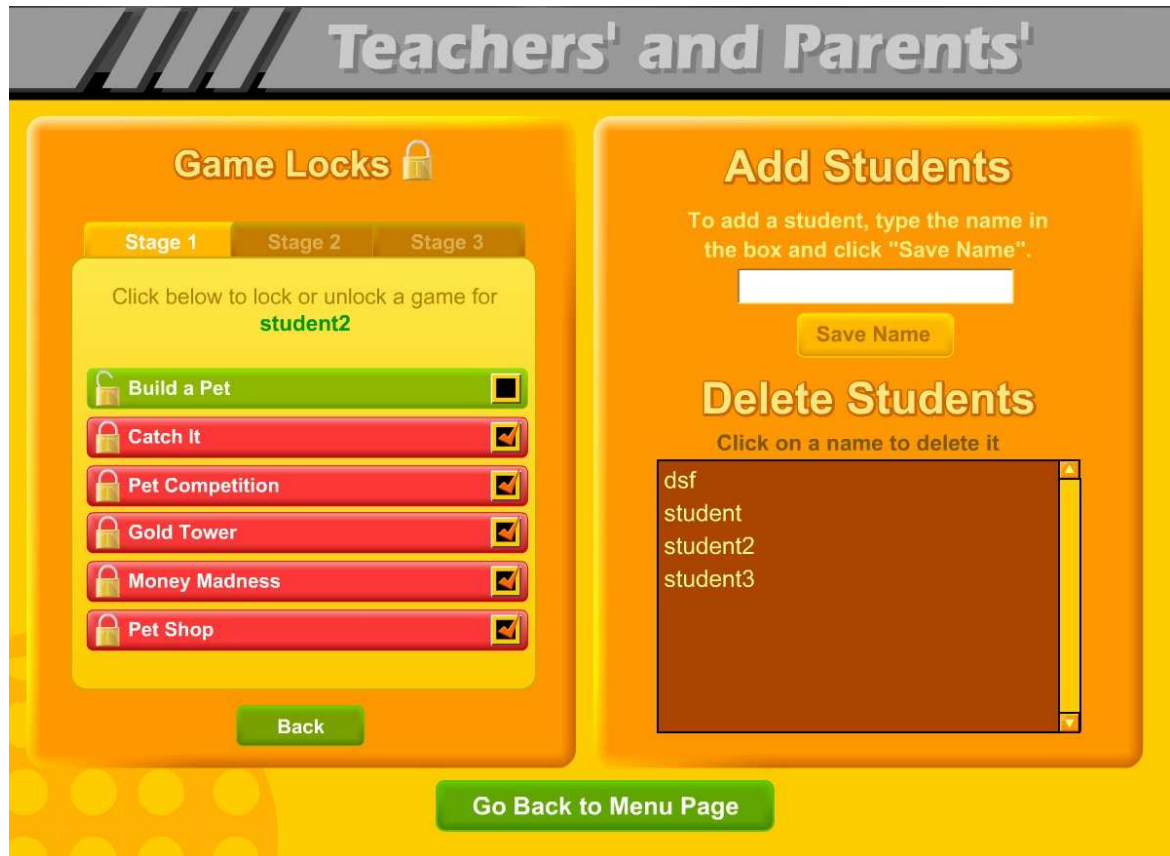 Teachers' and Parents'
Game Locks
Stage 1 Stage 2 Stage 3
Click below to lock or unlock a game for
student2
Build a Pet
Catch It
Pet Competition
Gold Tower
Money Madness
Pet Shop
Back
Add Students
To add a student, type the name in
the box and click "Save Name".
Save Name
Delete Students
Click on a name to delete it
dsf
student
student2
student3
Go Back to Menu Page